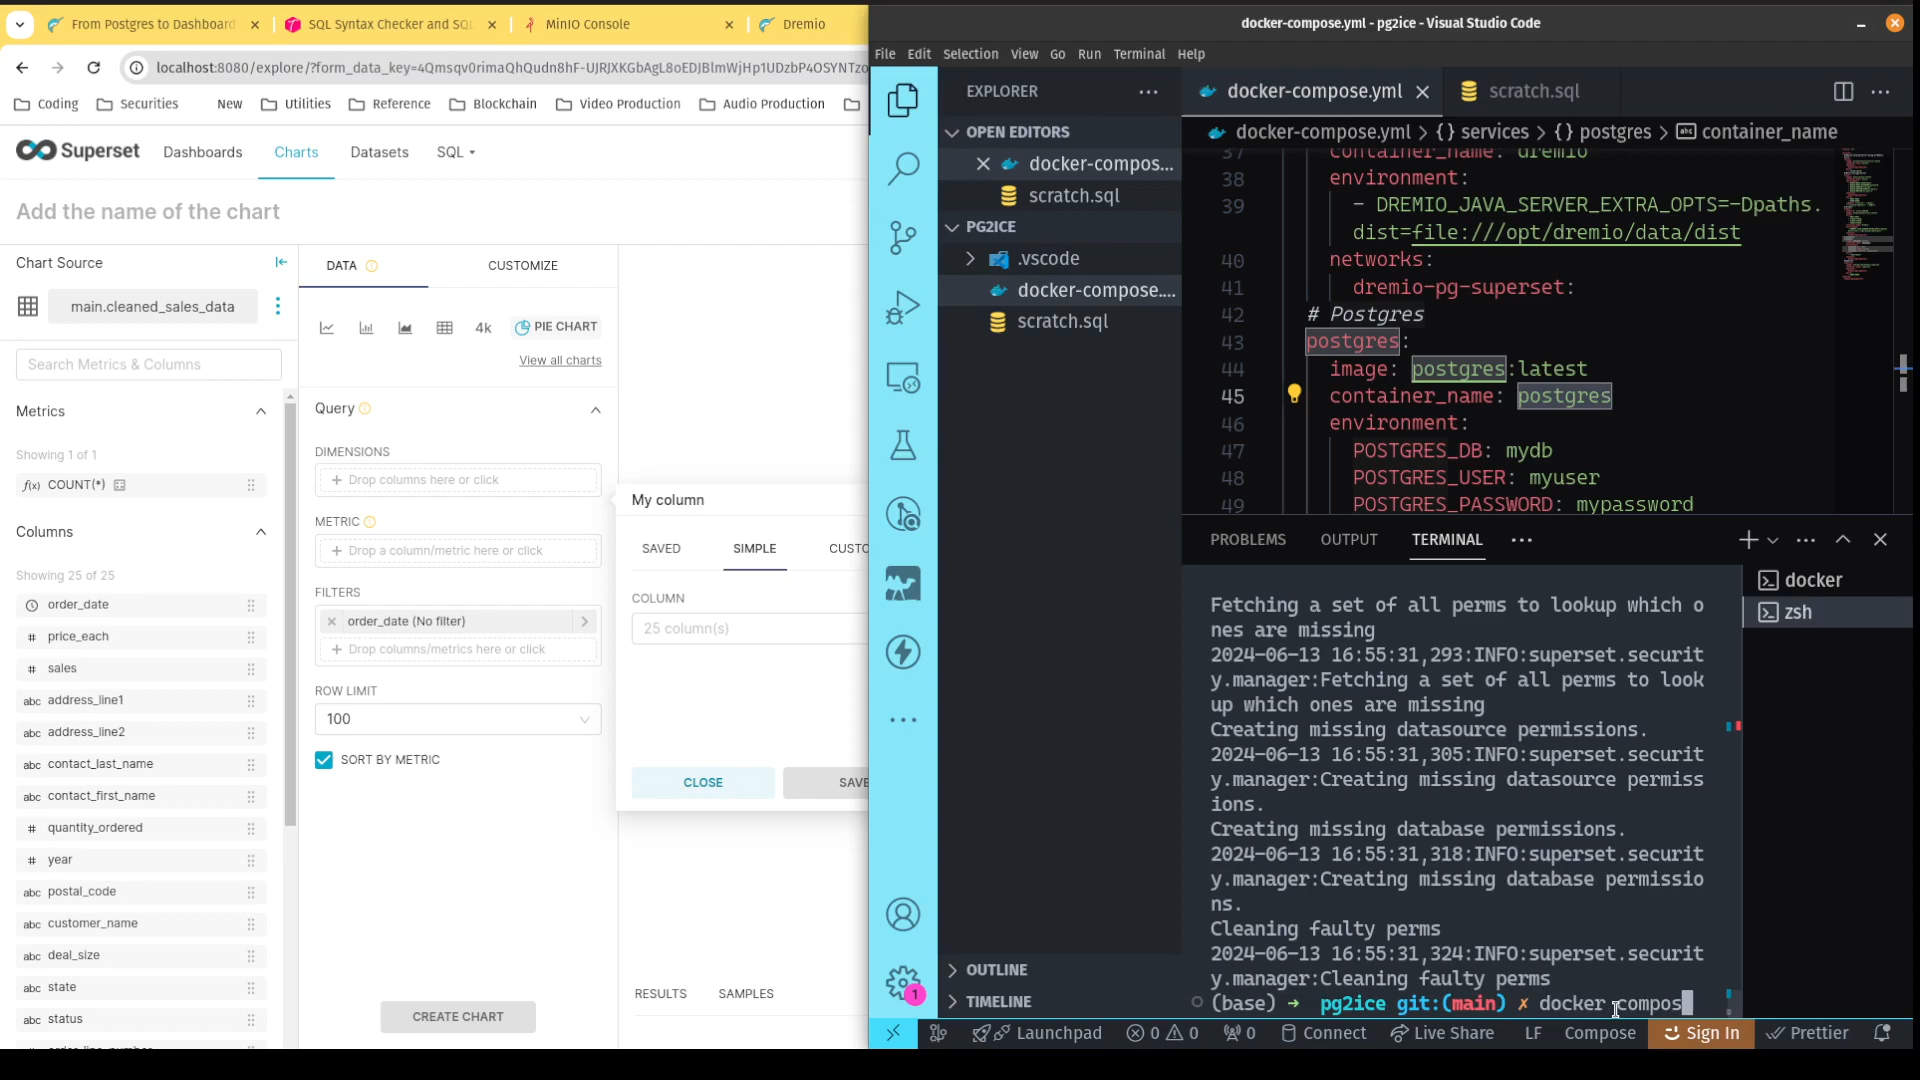 From Postgres to Dashboard
SQL Syntax Checker and SQL
MinIO Console
Dremio
localhost:8080/explore/?form_data_key=4Qmsqv0rimaQhQudn8hF-UJRJXKGbAgL8oEDJBlmWjHp1UDzbP4OSYNTzo
Coding
Securities
New
Utilities
Reference
Blockchain
Video Production
Audio Production
Superset
Dashboards
Charts
Datasets
SQL
Add the name of the chart
Chart Source
main.cleaned_sales_data
Search Metrics & Columns
Metrics
Showing 1 of 1
f(x) COUNT(*)
Columns
Showing 25 of 25
order_date
# price_each
# sales
abc address_line1
abc address_line2
abc contact_last_name
abc contact_first_name
# quantity_ordered
# year
abc postal_code
abc customer_name
abc deal_size
abc state
abc status
DATA
CUSTOMIZE
4k
PIE CHART
View all charts
Query
DIMENSIONS
+ Drop columns here or click
METRIC
+ Drop a column/metric here or click
FILTERS
× order_date (No filter)
+ Drop columns/metrics here or click
ROW LIMIT
100
SORT BY METRIC
CREATE CHART
My column
SAVED
SIMPLE
CUSTO
COLUMN
25 column(s)
CLOSE
SAVE
RESULTS
SAMPLES
docker-compose.yml - pg2ice - Visual Studio Code
File
Edit
Selection
View
Go
Run
Terminal
Help
EXPLORER
OPEN EDITORS
docker-compos...
scratch.sql
PG2ICE
.vscode
docker-compose....
scratch.sql
OUTLINE
TIMELINE
1
docker-compose.yml
scratch.sql
docker-compose.yml > {} services > {} postgres > abc container_name
37 container_name: dremio
38 environment:
39 - DREMIO_JAVA_SERVER_EXTRA_OPTS=-Dpaths.
dist=file:///opt/dremio/data/dist
40 networks:
41 dremio-pg-superset:
42 # Postgres
43 postgres:
44 image: postgres:latest
45 container_name: postgres
46 environment:
47 POSTGRES_DB: mydb
48 POSTGRES_USER: myuser
49 POSTGRES_PASSWORD: mypassword
PROBLEMS
OUTPUT
TERMINAL
docker
zsh
Fetching a set of all perms to lookup which o
nes are missing
2024-06-13 16:55:31,293:INFO:superset.securit
y.manager:Fetching a set of all perms to look
up which ones are missing
Creating missing datasource permissions.
2024-06-13 16:55:31,305:INFO:superset.securit
y.manager:Creating missing datasource permiss
ions.
Creating missing database permissions.
2024-06-13 16:55:31,318:INFO:superset.securit
y.manager:Creating missing database permissio
ns.
Cleaning faulty perms
2024-06-13 16:55:31,324:INFO:superset.securit
y.manager:Cleaning faulty perms
(base) → pg2ice git:(main) ✗ docker compos
Launchpad
0
0
0
Connect
Live Share
LF
Compose
Sign In
Prettier